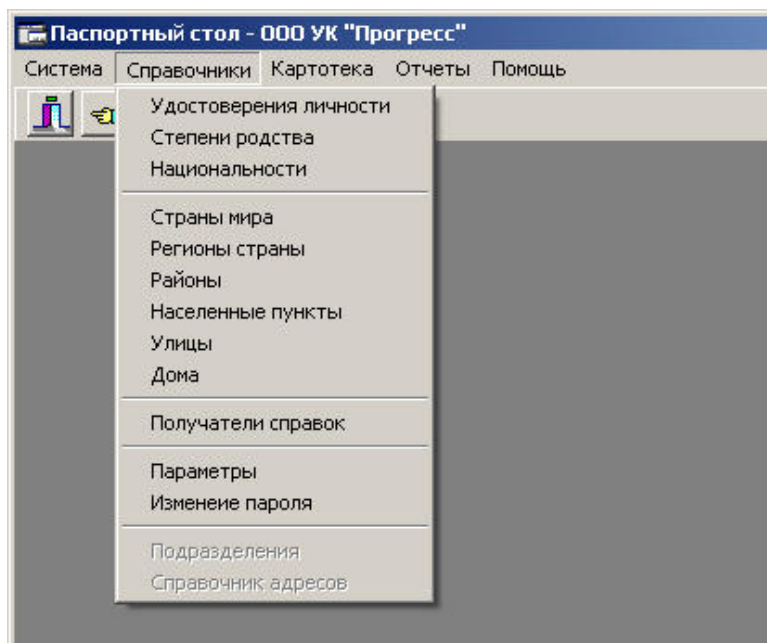 Паспортный стол - ООО УК "Прогресс"
Система Справочники Картотека Отчеты Помощь
Удостоверения личности
Степени родства
Национальности
Страны мира
Регионы страны
Районы
Населенные пункты
Улицы
Дома
Получатели справок
Параметры
Изменеие пароля
Подразделения
Справочник адресов